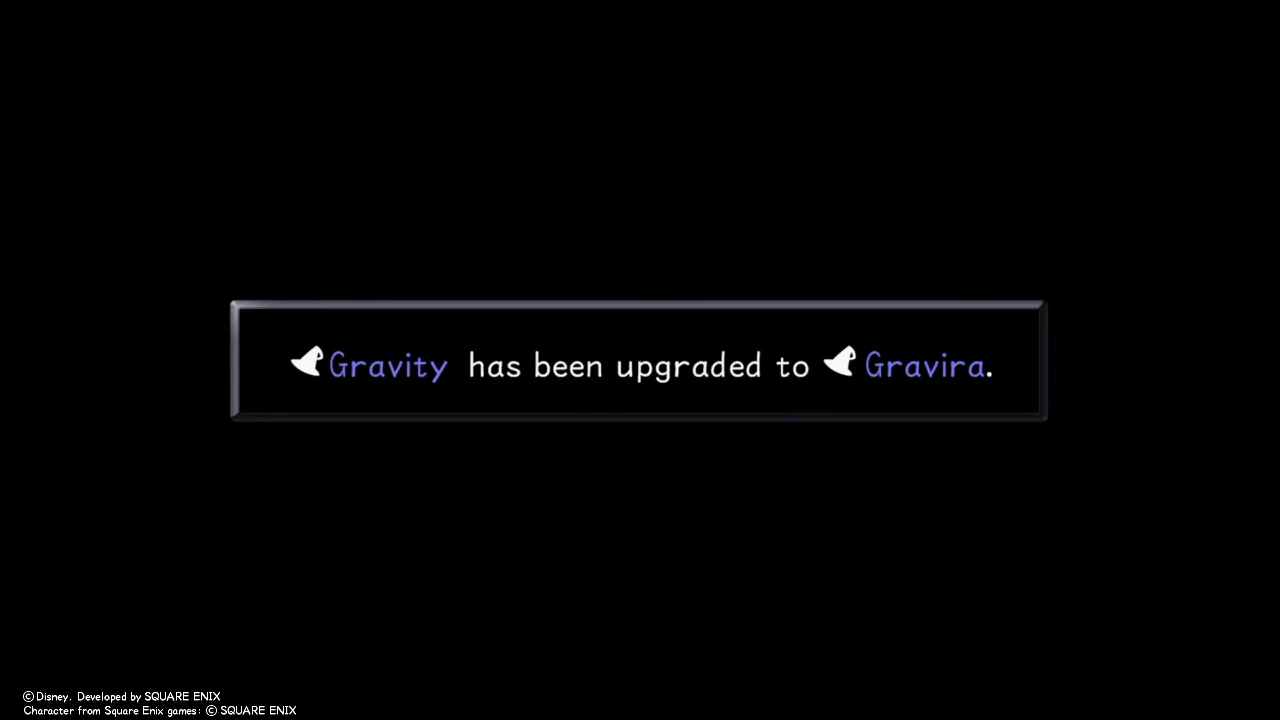 Gravity has been upgraded to Gravira.
©Disney. Developed by SQUARE ENIX
Character from Square Enix games: © SQUARE ENIX